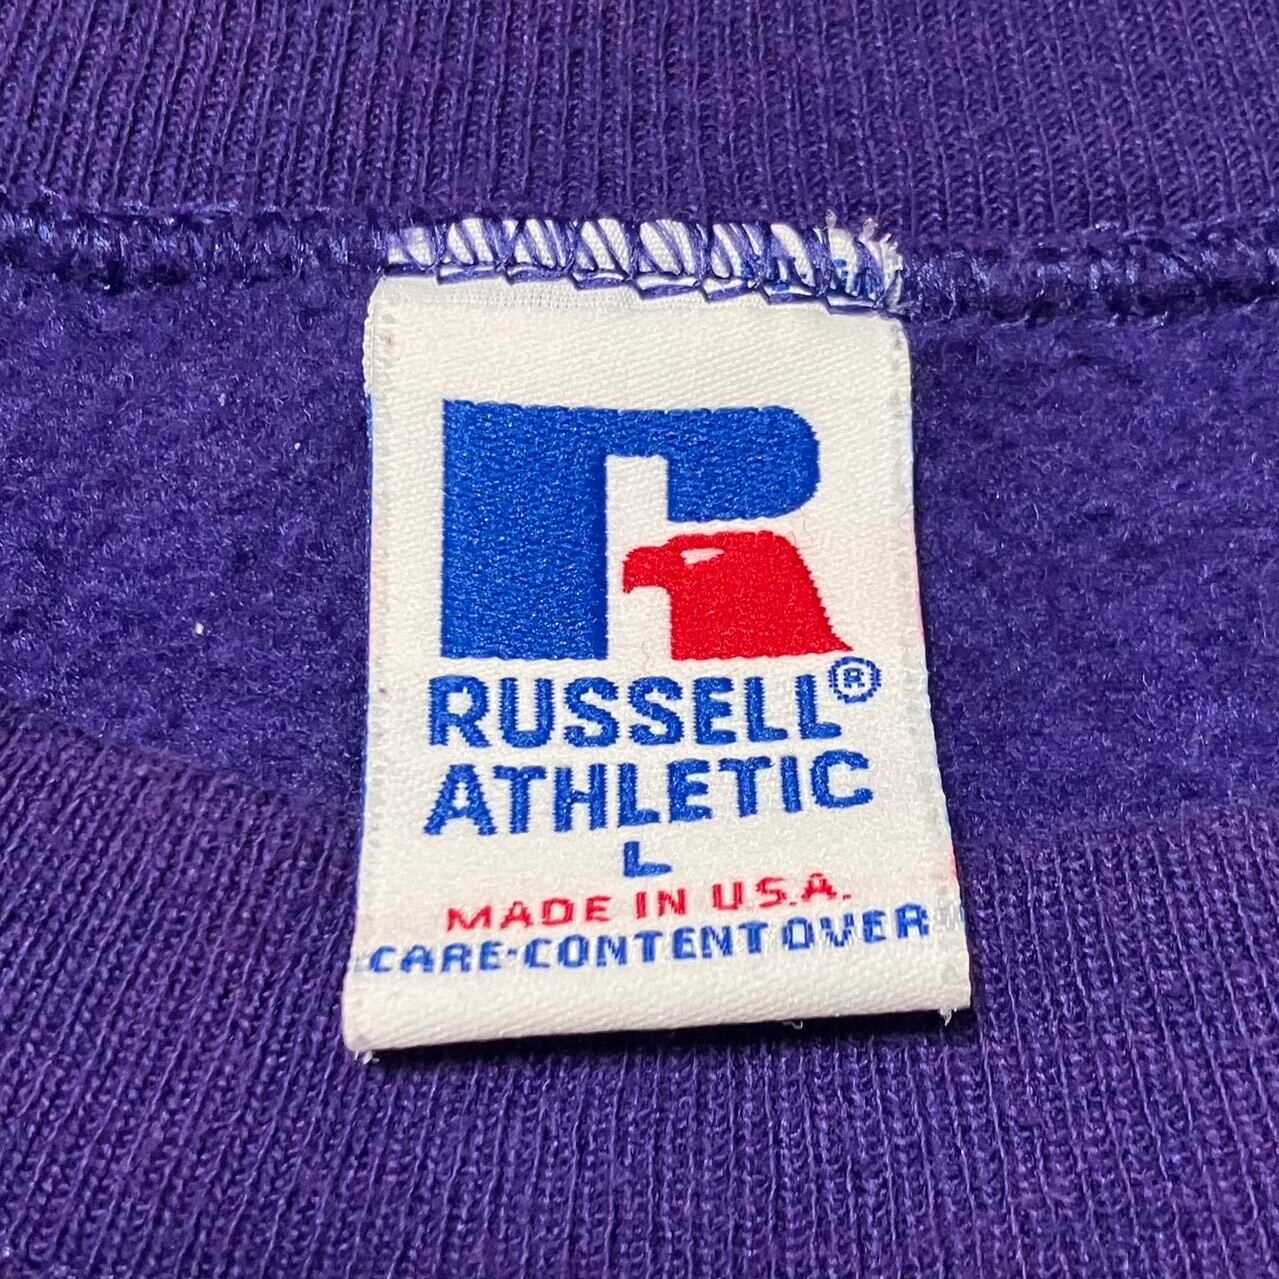 R
RUSSELL®
ATHLETIC
L
MADE IN U.S.A.
CARE-CONTENT OVER